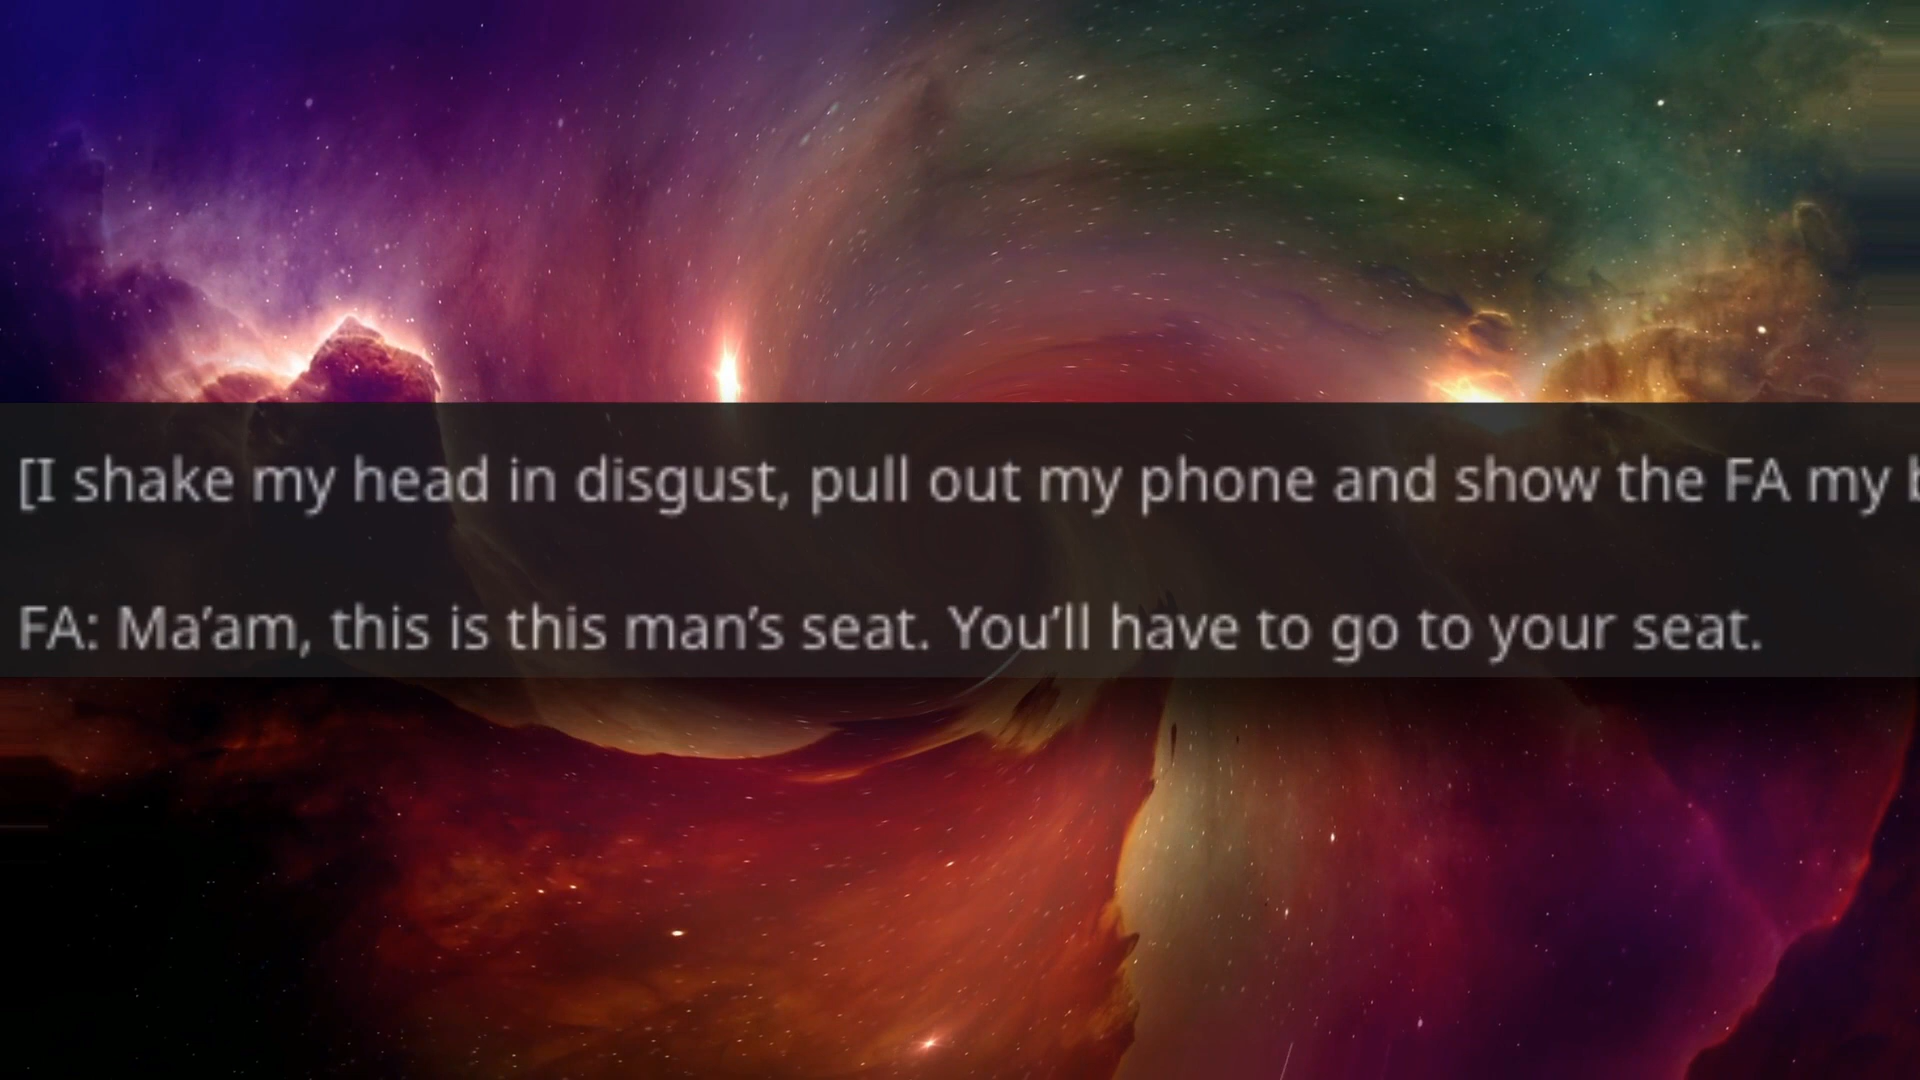 [I shake my head in disgust, pull out my phone and show the FA my
FA: Ma’am, this is this man’s seat. You’ll have to go to your seat.